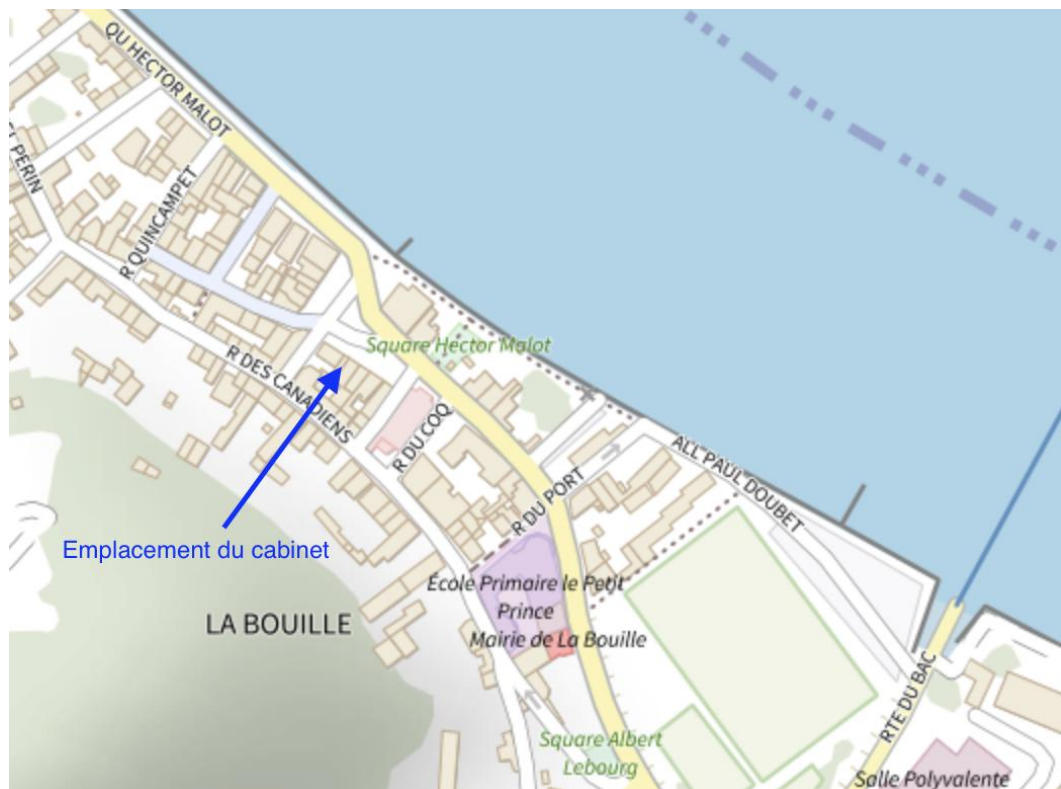 QU HECTOR MALOT
PERIN
R QUINCAMPET
Square Hector Malot
R DES CANADIENS
R DU COQ
ALL PAUL DOUBET
R DU PORT
Emplacement du cabinet
École Primaire le Petit
Prince
LA BOUILLE
Mairie de La Bouille
RTE DU BAC
Square Albert
Lebourg
Salle Polyvalente